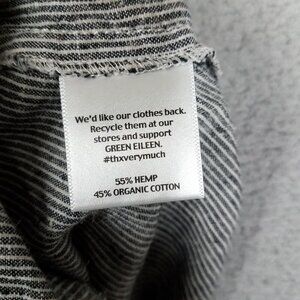 We'd like our clothes back.
Recycle them at our
stores and support
GREEN EILEEN.
#thxverymuch
55% HEMP
45% ORGANIC COTTON